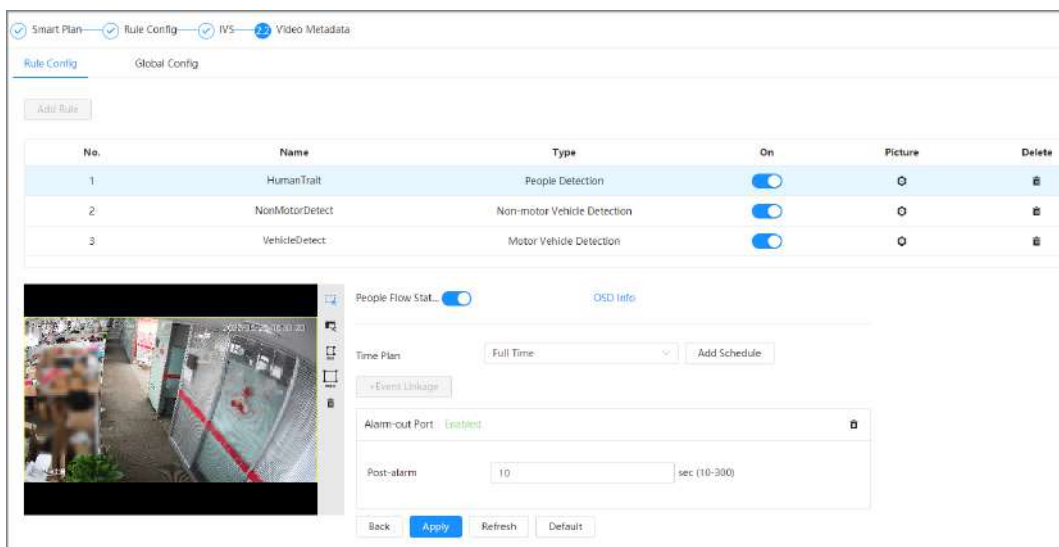 Smart Plan Rule Config IVS 2.2 Video Metadata
Rule Config Global Config
Add Rule
No. Name Type On Picture Delete
1 HumanTrait People Detection
2 NonMotorDetect Non-motor Vehicle Detection
3 VehicleDetect Motor Vehicle Detection
People Flow Stat... OSD Info
Time Plan Full Time Add Schedule
+Event Linkage
Alarm-out Port Enabled
Post-alarm 10 sec (10-300)
Back Apply Refresh Default